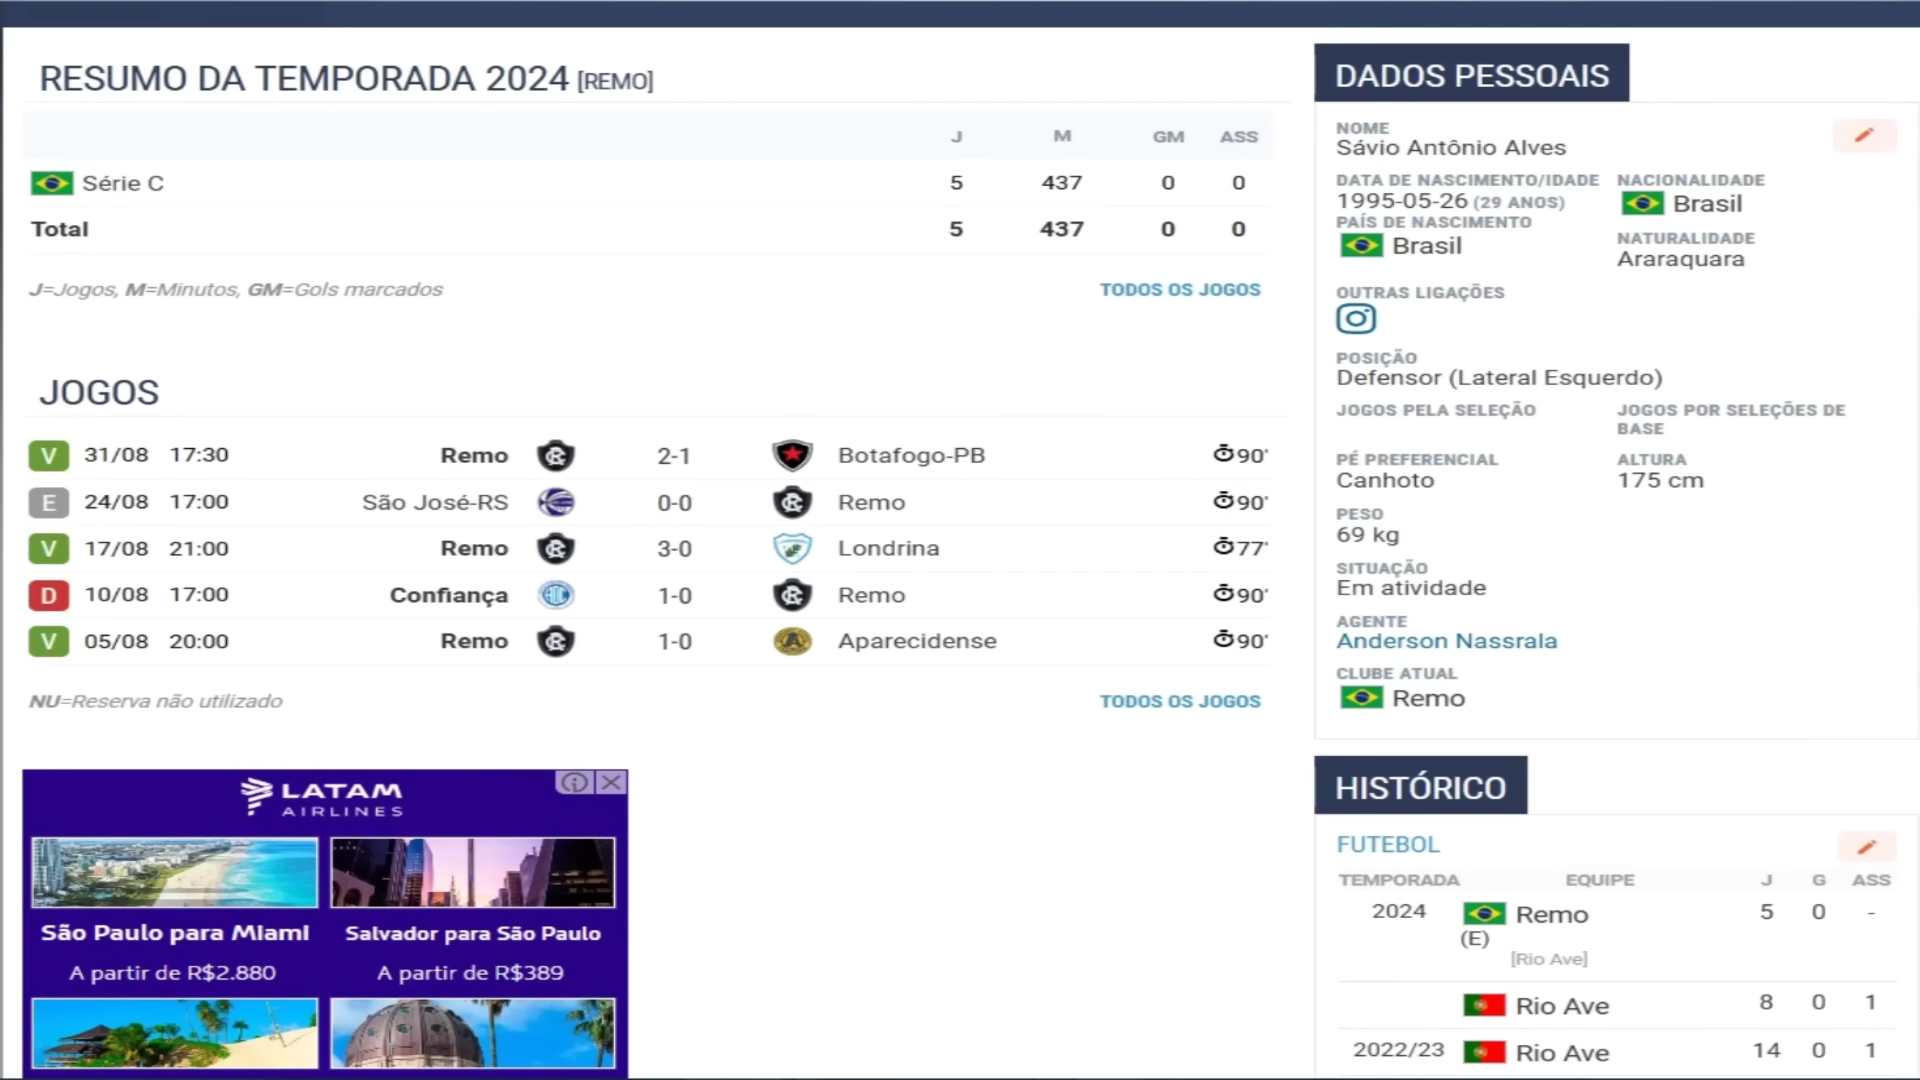 RESUMO DA TEMPORADA 2024 [REMO]
J M GM ASS
Série C 5 437 0 0
Total 5 437 0 0
J=Jogos, M=Minutos, GM=Gols marcados
TODOS OS JOGOS
JOGOS
V 31/08 17:30 Remo 2-1 Botafogo-PB 90'
E 24/08 17:00 São José-RS 0-0 Remo 90'
V 17/08 21:00 Remo 3-0 Londrina 77'
D 10/08 17:00 Confiança 1-0 Remo 90'
V 05/08 20:00 Remo 1-0 Aparecidense 90'
NU=Reserva não utilizado
TODOS OS JOGOS
LATAM
AIRLINES
São Paulo para Miami
A partir de R$2.880
Salvador para São Paulo
A partir de R$389
DADOS PESSOAIS
NOME
Sávio Antônio Alves
DATA DE NASCIMENTO/IDADE
1995-05-26 (29 ANOS)
NACIONALIDADE
Brasil
PAÍS DE NASCIMENTO
Brasil
NATURALIDADE
Araraquara
OUTRAS LIGAÇÕES
POSIÇÃO
Defensor (Lateral Esquerdo)
JOGOS PELA SELEÇÃO
JOGOS POR SELEÇÕES DE
BASE
PÉ PREFERENCIAL
Canhoto
ALTURA
175 cm
PESO
69 kg
SITUAÇÃO
Em atividade
AGENTE
Anderson Nassrala
CLUBE ATUAL
Remo
HISTÓRICO
FUTEBOL
TEMPORADA EQUIPE J G ASS
2024 Remo 5 0 -
(E)
[Rio Ave]
Rio Ave 8 0 1
2022/23 Rio Ave 14 0 1